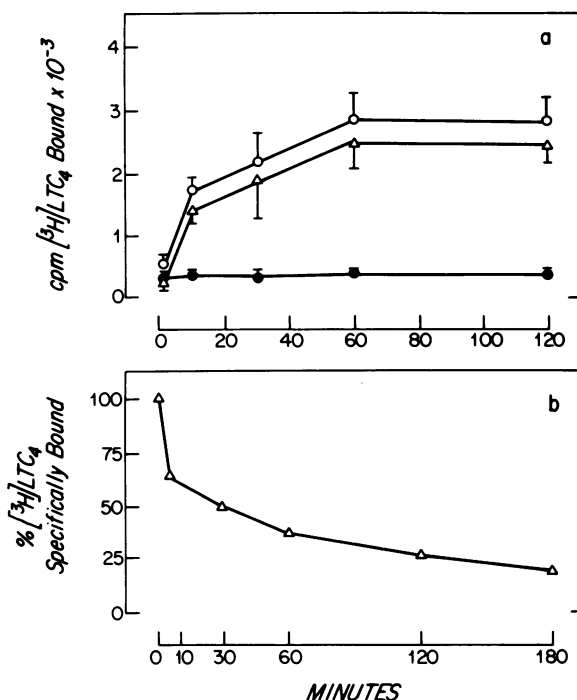 a
cpm [³H]LTC₄ Bound x 10⁻³
4
3
2
1
0
0 20 40 60 80 100 120
b
% [³H]LTC₄
Specifically Bound
100
75
50
25
0
0 10 30 60 120 180
MINUTES